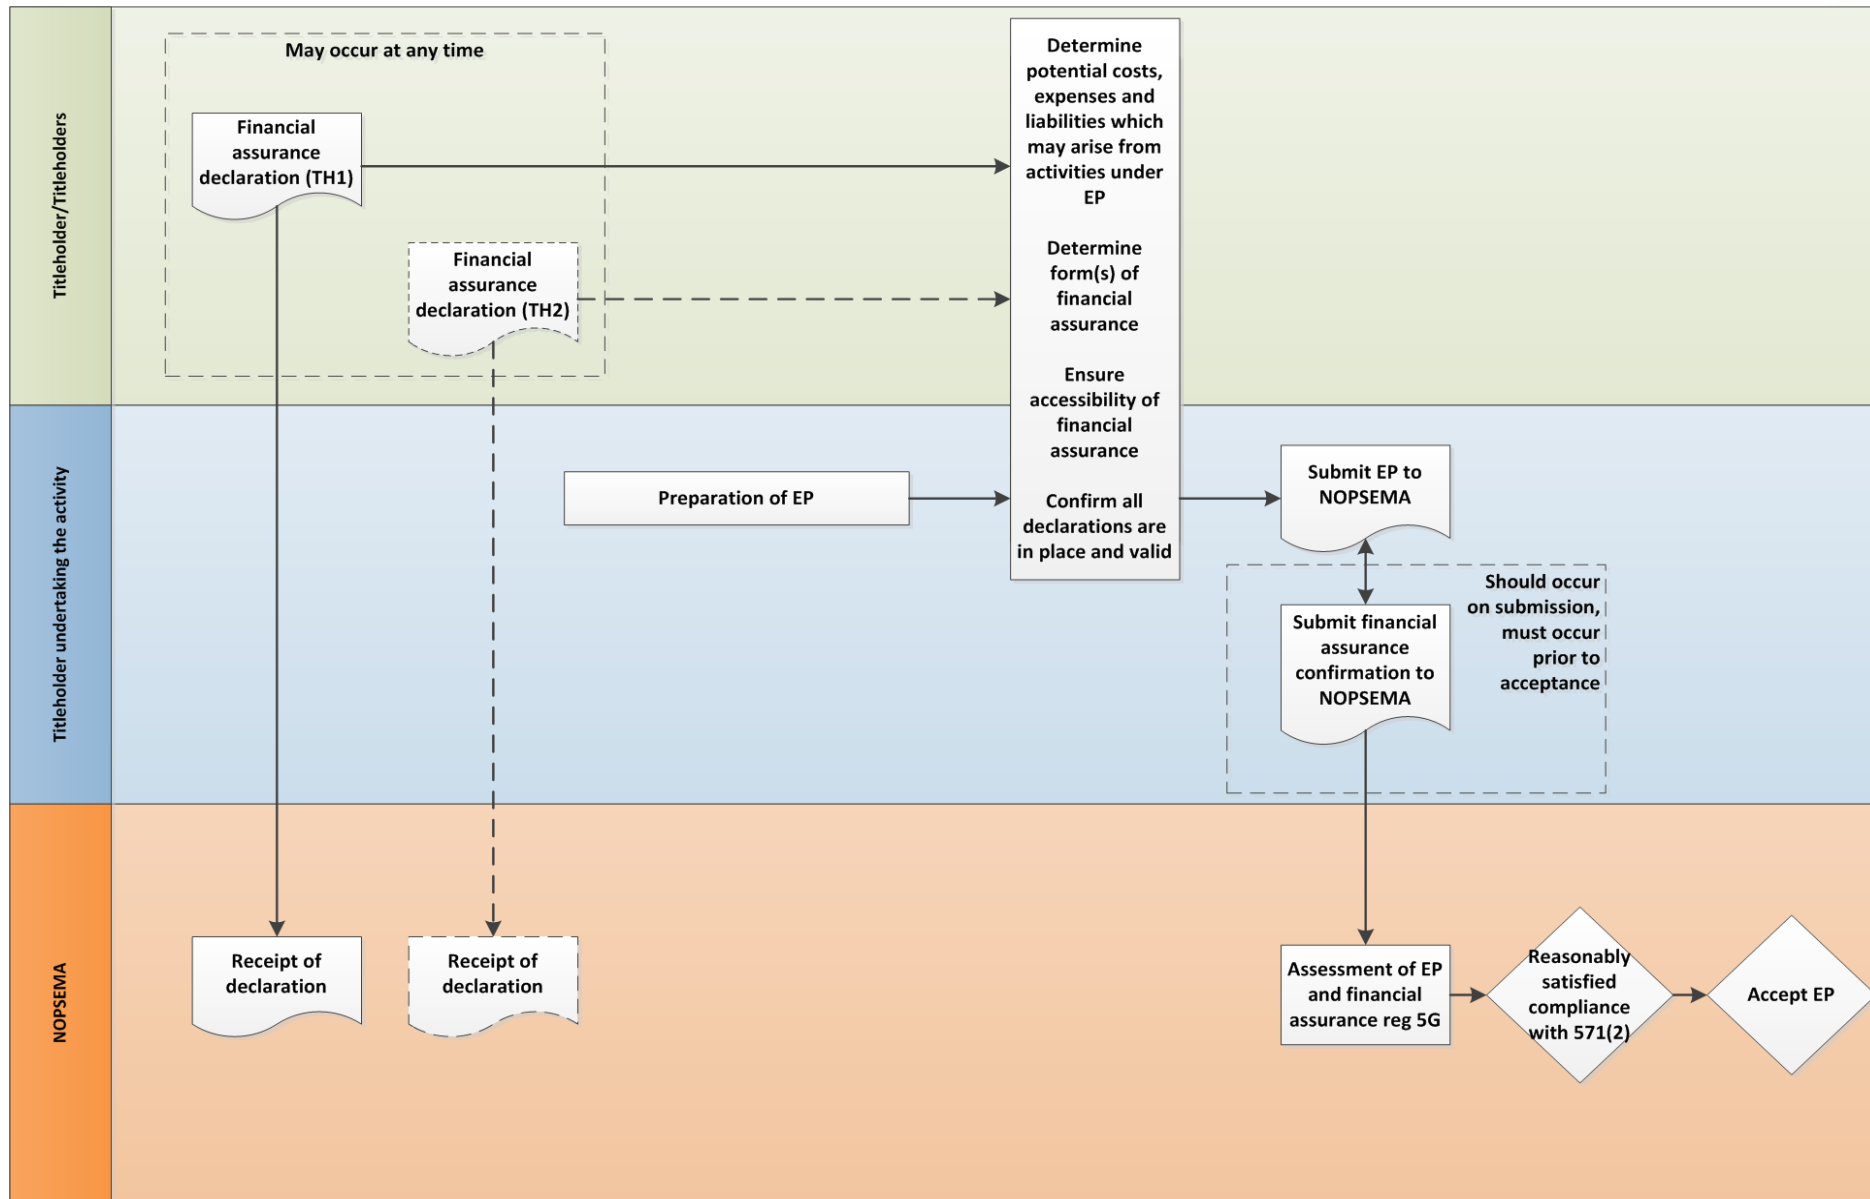 Titleholder/Titleholders
May occur at any time
Financial
assurance
declaration (TH1)
Financial
assurance
declaration (TH2)
Determine
potential costs,
expenses and
liabilities which
may arise from
activities under
EP
Determine
form(s) of
financial
assurance
Ensure
accessibility of
financial
assurance
Confirm all
declarations are
in place and valid
Titleholder undertaking the activity
Preparation of EP
Submit EP to
NOPSEMA
Should occur
on submission,
must occur
prior to
acceptance
Submit financial
assurance
confirmation to
NOPSEMA
NOPSEMA
Receipt of
declaration
Receipt of
declaration
Assessment of EP
and financial
assurance reg 5G
Reasonably
satisfied
compliance
with 571(2)
Accept EP